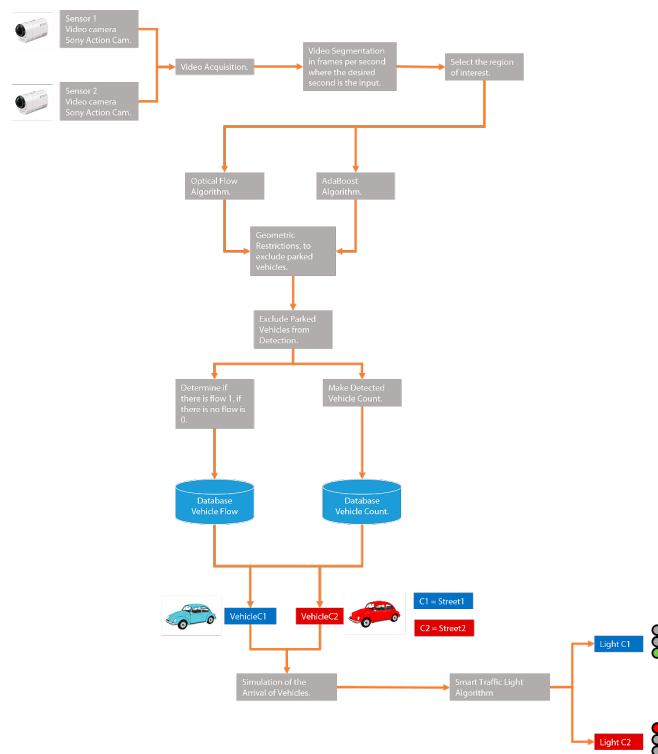 Sensor 1
Video camera
Sony Action Cam.
Sensor 2
Video camera
Sony Action Cam.
Video Acquisition.
Video Segmentation
in frames per second
where the desired
second is the input.
Select the region
of interest.
Optical Flow
Algorithm.
AdaBoost
Algorithm.
Geometric
Restrictions, to
exclude parked
vehicles.
Exclude Parked
Vehicles from
Detection.
Determine if
there is flow 1, if
there is no flow is
0.
Make Detected
Vehicle Count.
Database
Vehicle Flow
Database
Vehicle Count.
VehicleC1
VehicleC2
C1 = Street1
C2 = Street2
Simulation of the
Arrival of Vehicles.
Smart Traffic Light
Algorithm
Light C1
Light C2